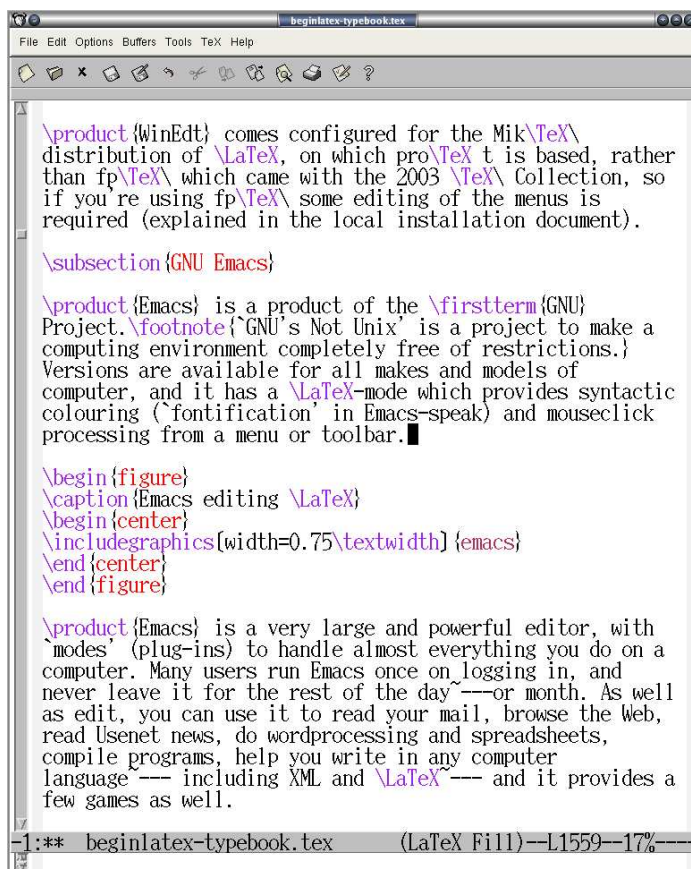 beginlatex-typebook.tex
File Edit Options Buffers Tools TeX Help
\product{WinEdt} comes configured for the Mik\TeX\
distribution of \LaTeX, on which pro\TeX t is based, rather
than fp\TeX\ which came with the 2003 \TeX\ Collection, so
if you're using fp\TeX\ some editing of the menus is
required (explained in the local installation document).
\subsection{GNU Emacs}
\product{Emacs} is a product of the \firstterm{GNU}
Project.\footnote{`GNU's Not Unix' is a project to make a
computing environment completely free of restrictions.}
Versions are available for all makes and models of
computer, and it has a \LaTeX-mode which provides syntactic
colouring (`fontification' in Emacs-speak) and mouseclick
processing from a menu or toolbar.
\begin{figure}
\caption{Emacs editing \LaTeX}
\begin{center}
\includegraphics[width=0.75\textwidth]{emacs}
\end{center}
\end{figure}
\product{Emacs} is a very large and powerful editor, with
`modes' (plug-ins) to handle almost everything you do on a
computer. Many users run Emacs once on logging in, and
never leave it for the rest of the day~---or month. As well
as edit, you can use it to read your mail, browse the Web,
read Usenet news, do wordprocessing and spreadsheets,
compile programs, help you write in any computer
language~--- including XML and \LaTeX~--- and it provides a
few games as well.
-1:** beginlatex-typebook.tex (LaTeX Fill)--L1559--17%----